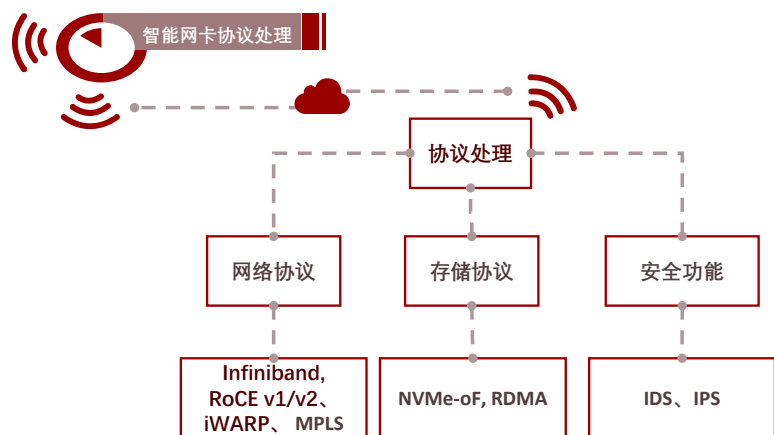 智能网卡协议处理
协议处理
网络协议
存储协议
安全功能
Infiniband,
RoCE v1/v2、
iWARP、 MPLS
NVMe-oF, RDMA
IDS、IPS